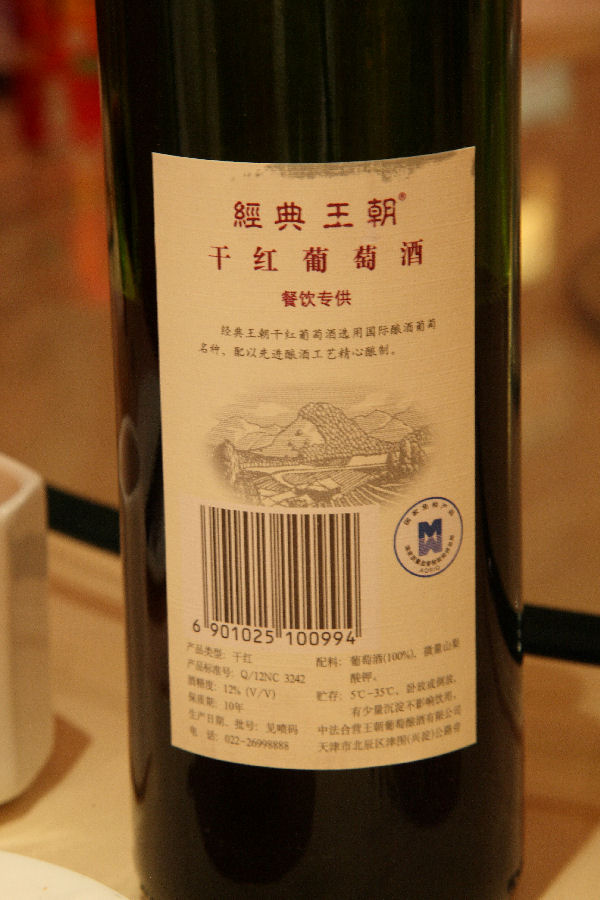 經典王朝®
干红葡萄酒
餐饮专供
经典王朝干红葡萄酒选用国际酿酒葡萄
名种、配以先进酿酒工艺精心酿制。
国家免检产品
6 901025 100994
产品类型: 干红
产品标准号: Q/12NC 3242
酒精度: 12% (V/V)
保质期: 10年
生产日期、批号: 见喷码
电 话: 022-26998888
配料: 葡萄酒(100%)、微量山梨
酸钾。
贮存: 5℃-35℃, 卧放或倒放,
有少量沉淀不影响饮用。
中法合营王朝葡萄酿酒有限公司
天津市北辰区津围(兴淀)公路旁